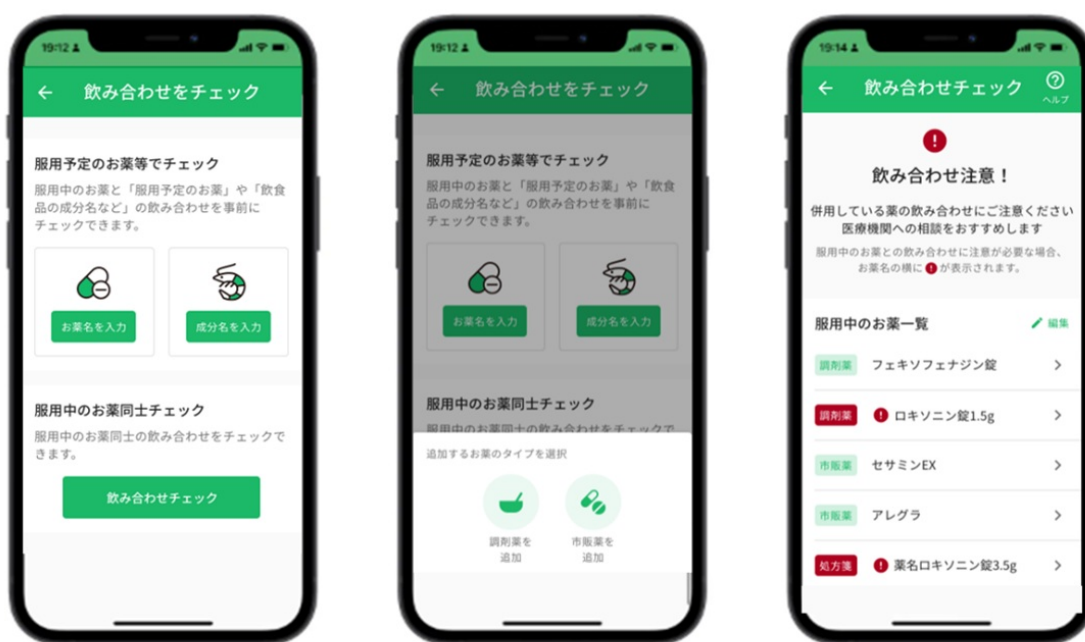 19:12
飲み合わせをチェック
服用予定のお薬等でチェック
服用中のお薬と「服用予定のお薬」や「飲食
品の成分名など」の飲み合わせを事前に
チェックできます。
お薬名を入力
成分名を入力
服用中のお薬同士チェック
服用中のお薬同士の飲み合わせをチェックで
きます。
飲み合わせチェック
19:12
飲み合わせをチェック
服用予定のお薬等でチェック
服用中のお薬と「服用予定のお薬」や「飲食
品の成分名など」の飲み合わせを事前に
チェックできます。
お薬名を入力
成分名を入力
服用中のお薬同士チェック
服用中のお薬同士の飲み合わせをチェックで
追加するお薬のタイプを選択
調剤薬を
追加
市販薬を
追加
19:14
飲み合わせチェック
ヘルプ
飲み合わせ注意！
併用している薬の飲み合わせにご注意ください
医療機関への相談をおすすめします
服用中のお薬との飲み合わせに注意が必要な場合、
お薬名の横に ! が表示されます。
服用中のお薬一覧
編集
調剤薬 フェキソフェナジン錠
調剤薬 ! ロキソニン錠1.5g
市販薬 セサミンEX
市販薬 アレグラ
処方箋 ! 薬名ロキソニン錠3.5g